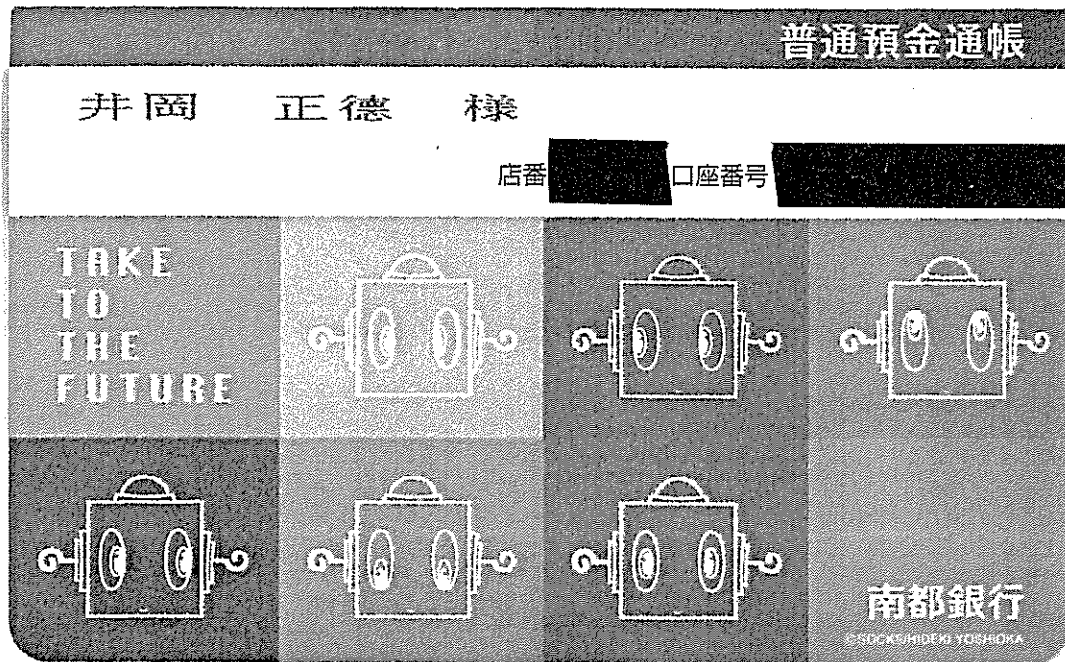 普通預金通帳
井岡 正德 様
店番 口座番号
TAKE
TO
THE
FUTURE
南都銀行
©SOCKS/HIDEKI YOSHIOKA